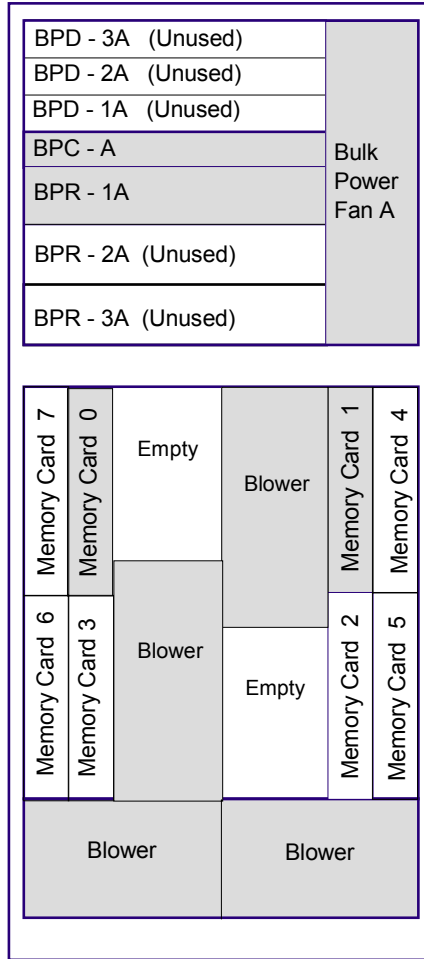 BPD - 3A (Unused)
BPD - 2A (Unused)
BPD - 1A (Unused)
BPC - A
BPR - 1A
BPR - 2A (Unused)
BPR - 3A (Unused)
Bulk
Power
Fan A
Memory Card 7
Memory Card 0
Empty
Blower
Memory Card 1
Memory Card 4
Memory Card 6
Memory Card 3
Blower
Empty
Memory Card 2
Memory Card 5
Blower
Blower